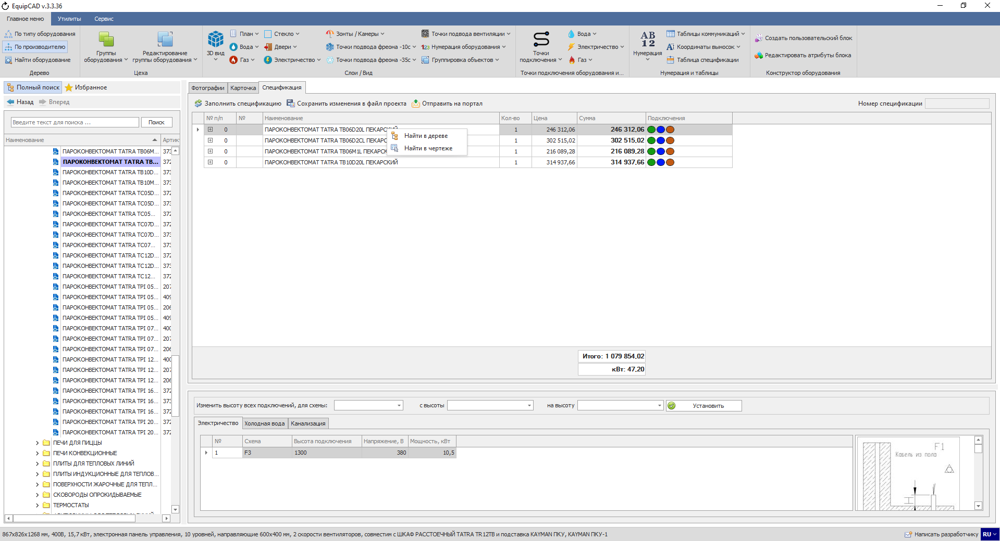 EquipCAD v.3.3.36
Главное меню Утилиты Сервис
По типу оборудования
По производителю
Найти оборудование
Дерево
Группы оборудования
Редактирование группы оборудования
Цеха
3D вид
План Стекло Зонты / Камеры Точки подвода вентиляции
Вода Двери Точки подвода фреона -10с 123 Нумерация оборудования
Газ Электричество Точки подвода фреона -35с Группировка объектов
Слои / Вид
Точки подключения
Вода
Электричество
Газ
Точки подключения оборудования и...
AB 12
Нумерация
Таблицы коммуникаций
Координаты выносок
Таблица спецификации
Нумерация и таблицы
Создать пользовательский блок
Редактировать атрибуты блока
Конструктор оборудования
Полный поиск Избранное
Назад Вперед
Введите текст для поиска ... Поиск
Наименование Артик
ПАРОКОНВЕКТОМАТ TATRA TB06M... 373
ПАРОКОНВЕКТОМАТ TATRA TB... 372
ПАРОКОНВЕКТОМАТ TATRA TB10D... 373
ПАРОКОНВЕКТОМАТ TATRA TB10M... 373
ПАРОКОНВЕКТОМАТ TATRA TC05D... 372
ПАРОКОНВЕКТОМАТ TATRA TC05D... 373
ПАРОКОНВЕКТОМАТ TATRA TC05... 372
ПАРОКОНВЕКТОМАТ TATRA TC07D... 372
ПАРОКОНВЕКТОМАТ TATRA TC07D... 373
ПАРОКОНВЕКТОМАТ TATRA TC07... 373
ПАРОКОНВЕКТОМАТ TATRA TC12D... 372
ПАРОКОНВЕКТОМАТ TATRA TC12D... 373
ПАРОКОНВЕКТОМАТ TATRA TC12... 372
ПАРОКОНВЕКТОМАТ TATRA TPI 05... 207
ПАРОКОНВЕКТОМАТ TATRA TPI 05... 409
ПАРОКОНВЕКТОМАТ TATRA TPI 05... 206
ПАРОКОНВЕКТОМАТ TATRA TPI 05... 409
ПАРОКОНВЕКТОМАТ TATRA TPI 07... 400
ПАРОКОНВЕКТОМАТ TATRA TPI 07... 207
ПАРОКОНВЕКТОМАТ TATRA TPI 07... 206
ПАРОКОНВЕКТОМАТ TATRA TPI 12... 400
ПАРОКОНВЕКТОМАТ TATRA TPI 12... 207
ПАРОКОНВЕКТОМАТ TATRA TPI 12... 206
ПАРОКОНВЕКТОМАТ TATRA TPI 16... 372
ПАРОКОНВЕКТОМАТ TATRA TPI 16... 373
ПАРОКОНВЕКТОМАТ TATRA TPI 16... 372
ПАРОКОНВЕКТОМАТ TATRA TPI 20... 372
ПАРОКОНВЕКТОМАТ TATRA TPI 20... 372
ПЕЧИ ДЛЯ ПИЦЦЫ
ПЕЧИ КОНВЕКЦИОННЫЕ
ПЛИТЫ ДЛЯ ТЕПЛОВЫХ ЛИНИЙ
ПЛИТЫ ИНДУКЦИОННЫЕ ДЛЯ ТЕПЛОВ...
ПОВЕРХНОСТИ ЖАРОЧНЫЕ ДЛЯ ТЕПЛ...
СКОВОРОДЫ ОПРОКИДЫВАЕМЫЕ
ТЕРМОСТАТЫ
Фотографии Карточка Спецификация
Заполнить спецификацию Сохранить изменения в файл проекта Отправить на портал Номер спецификации
№ п/п № Наименование Кол-во Цена Сумма Подключения
0 ПАРОКОНВЕКТОМАТ TATRA TB06D20L ПЕКАРСКИЙ 1 246 312,06 246 312,06
0 ПАРОКОНВЕКТОМАТ TATRA TB06D2CL ПЕКАРС 1 302 515,02 302 515,02
0 ПАРОКОНВЕКТОМАТ TATRA TB06M1L ПЕКАРСК 1 216 089,28 216 089,28
0 ПАРОКОНВЕКТОМАТ TATRA TB10D20L ПЕКАРСКИЙ 1 314 937,66 314 937,66
Найти в дереве
Найти в чертеже
Итого: 1 079 854,02
кВт: 47,20
Изменить высоту всех подключений, для схемы: с высоты на высоту Установить
Электричество Холодная вода Канализация
№ Схема Высота подключения Напряжение, В Мощность, кВт
1 F3 1300 380 10,5
F1
Кабель из пола
H
867x826x1268 мм, 400В, 15,7 кВт, электронная панель управления, 10 уровней, направляющие 600x400 мм, 2 скорости вентиляторов, совместим с ШКАФ РАССТОЕЧНЫЙ TATRA TR12TB и подставка KAYMAN ПКУ, KAYMAN ПКУ-1
Написать разработчику RU